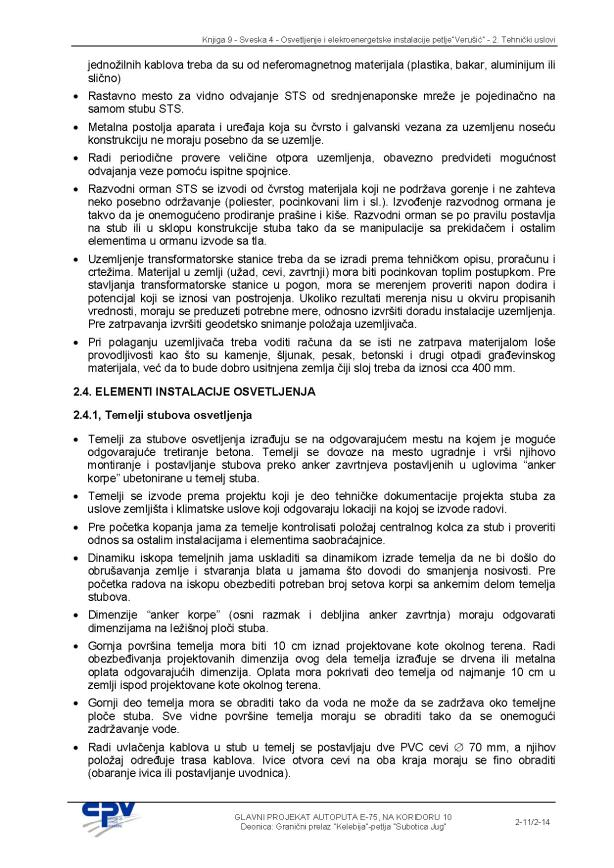 Knjiga 9 - Sveska 4 - Osvetljenje i elekroenergetske instalacije petlje"Verušić" - 2. Tehnički uslovi
jednožilnih kablova treba da su od neferomagnetnog materijala (plastika, bakar, aluminijum ili
slično)
• Rastavno mesto za vidno odvajanje STS od srednjenaponske mreže je pojedinačno na
samom stubu STS.
• Metalna postolja aparata i uređaja koja su čvrsto i galvanski vezana za uzemljenu noseću
konstrukciju ne moraju posebno da se uzemlje.
• Radi periodične provere veličine otpora uzemljenja, obavezno predvideti mogućnost
odvajanja veze pomoću ispitne spojnice.
• Razvodni orman STS se izvodi od čvrstog materijala koji ne podržava gorenje i ne zahteva
neko posebno održavanje (poliester, pocinkovani lim i sl.). Izvođenje razvodnog ormana je
takvo da je onemogućeno prodiranje prašine i kiše. Razvodni orman se po pravilu postavlja
na stub ili u sklopu konstrukcije stuba tako da se manipulacije sa prekidačem i ostalim
elementima u ormanu izvode sa tla.
• Uzemljenje transformatorske stanice treba da se izradi prema tehničkom opisu, proračunu i
crtežima. Materijal u zemlji (užad, cevi, zavrtnji) mora biti pocinkovan toplim postupkom. Pre
stavljanja transformatorske stanice u pogon, mora se merenjem proveriti napon dodira i
potencijal koji se iznosi van postrojenja. Ukoliko rezultati merenja nisu u okviru propisanih
vrednosti, moraju se preduzeti potrebne mere, odnosno izvršiti doradu instalacije uzemljenja.
Pre zatrpavanja izvršiti geodetsko snimanje položaja uzemljivača.
• Pri polaganju uzemljivača treba voditi računa da se isti ne zatrpava materijalom loše
provodljivosti kao što su kamenje, šljunak, pesak, betonski i drugi otpadi građevinskog
materijala, već da to bude dobro usitnjena zemlja čiji sloj treba da iznosi cca 400 mm.
2.4. ELEMENTI INSTALACIJE OSVETLJENJA
2.4.1, Temelji stubova osvetljenja
• Temelji za stubove osvetljenja izrađuju se na odgovarajućem mestu na kojem je moguće
odgovarajuće tretiranje betona. Temelji se dovoze na mesto ugradnje i vrši njihovo
montiranje i postavljanje stubova preko anker zavrtnjeva postavljenih u uglovima "anker
korpe" ubetonirane u temelj stuba.
• Temelji se izvode prema projektu koji je deo tehničke dokumentacije projekta stuba za
uslove zemljišta i klimatske uslove koji odgovaraju lokaciji na kojoj se izvode radovi.
• Pre početka kopanja jama za temelje kontrolisati položaj centralnog kolca za stub i proveriti
odnos sa ostalim instalacijama i elementima saobraćajnice.
• Dinamiku iskopa temeljnih jama uskladiti sa dinamikom izrade temelja da ne bi došlo do
obrušavanja zemlje i stvaranja blata u jamama što dovodi do smanjenja nosivosti. Pre
početka radova na iskopu obezbediti potreban broj setova korpi sa ankernim delom temelja
stubova.
• Dimenzije "anker korpe" (osni razmak i debljina anker zavrtnja) moraju odgovarati
dimenzijama na ležišnoj ploči stuba.
• Gornja površina temelja mora biti 10 cm iznad projektovane kote okolnog terena. Radi
obezbeđivanja projektovanih dimenzija ovog dela temelja izrađuje se drvena ili metalna
oplata odgovarajućih dimenzija. Oplata mora pokrivati deo temelja od najmanje 10 cm u
zemlji ispod projektovane kote okolnog terena.
• Gornji deo temelja mora se obraditi tako da voda ne može da se zadržava oko temeljne
ploče stuba. Sve vidne površine temelja moraju se obraditi tako da se onemogući
zadržavanje vode.
• Radi uvlačenja kablova u stub u temelj se postavljaju dve PVC cevi ∅ 70 mm, a njihov
položaj određuje trasa kablova. Ivice otvora cevi na oba kraja moraju se fino obraditi
(obaranje ivica ili postavljanje uvodnica).
CPV
GLAVNI PROJEKAT AUTOPUTA E-75, NA KORIDORU 10
Deonica: Granični prelaz "Kelebija"-petlja "Subotica Jug"
2-11/2-14